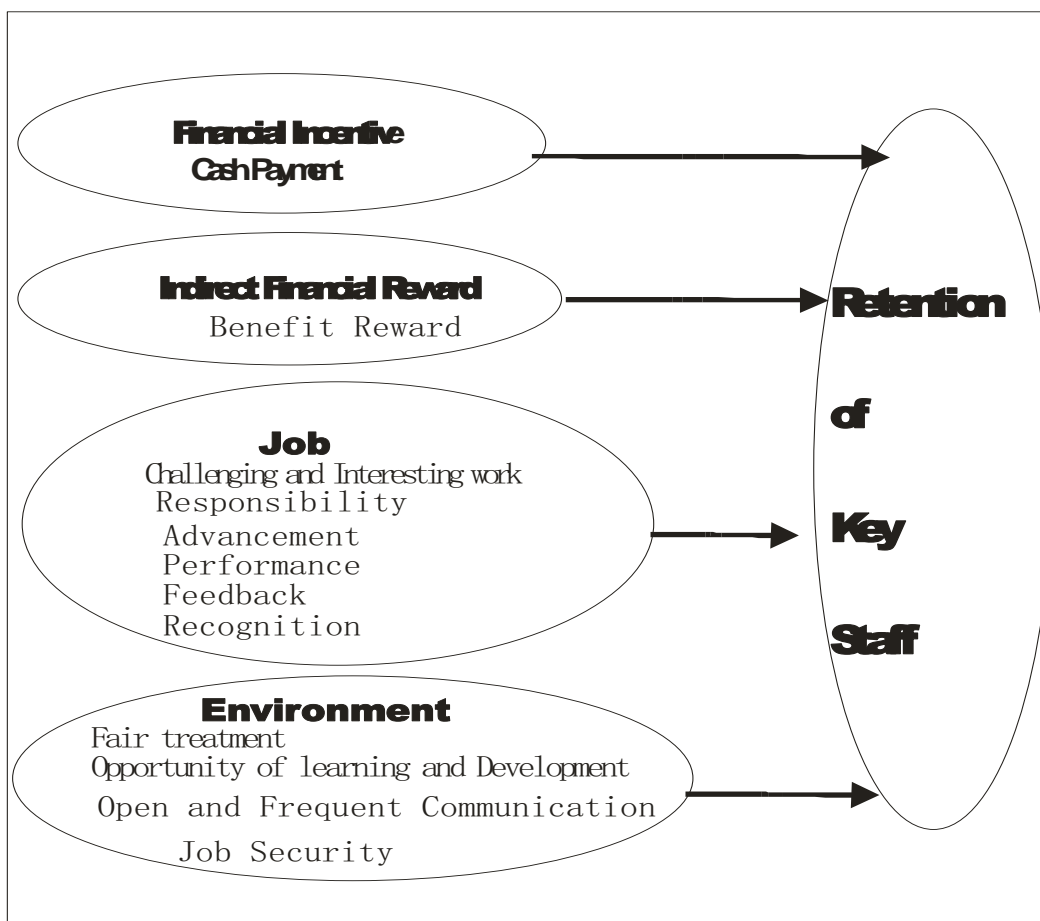 Financial Incentive
Cash Payment
Indirect Financial Reward
Benefit Reward
Job
Challenging and Interesting work
Responsibility
Advancement
Performance
Feedback
Recognition
Environment
Fair treatment
Opportunity of learning and Development
Open and Frequent Communication
Job Security
Retention
of
Key
Staff